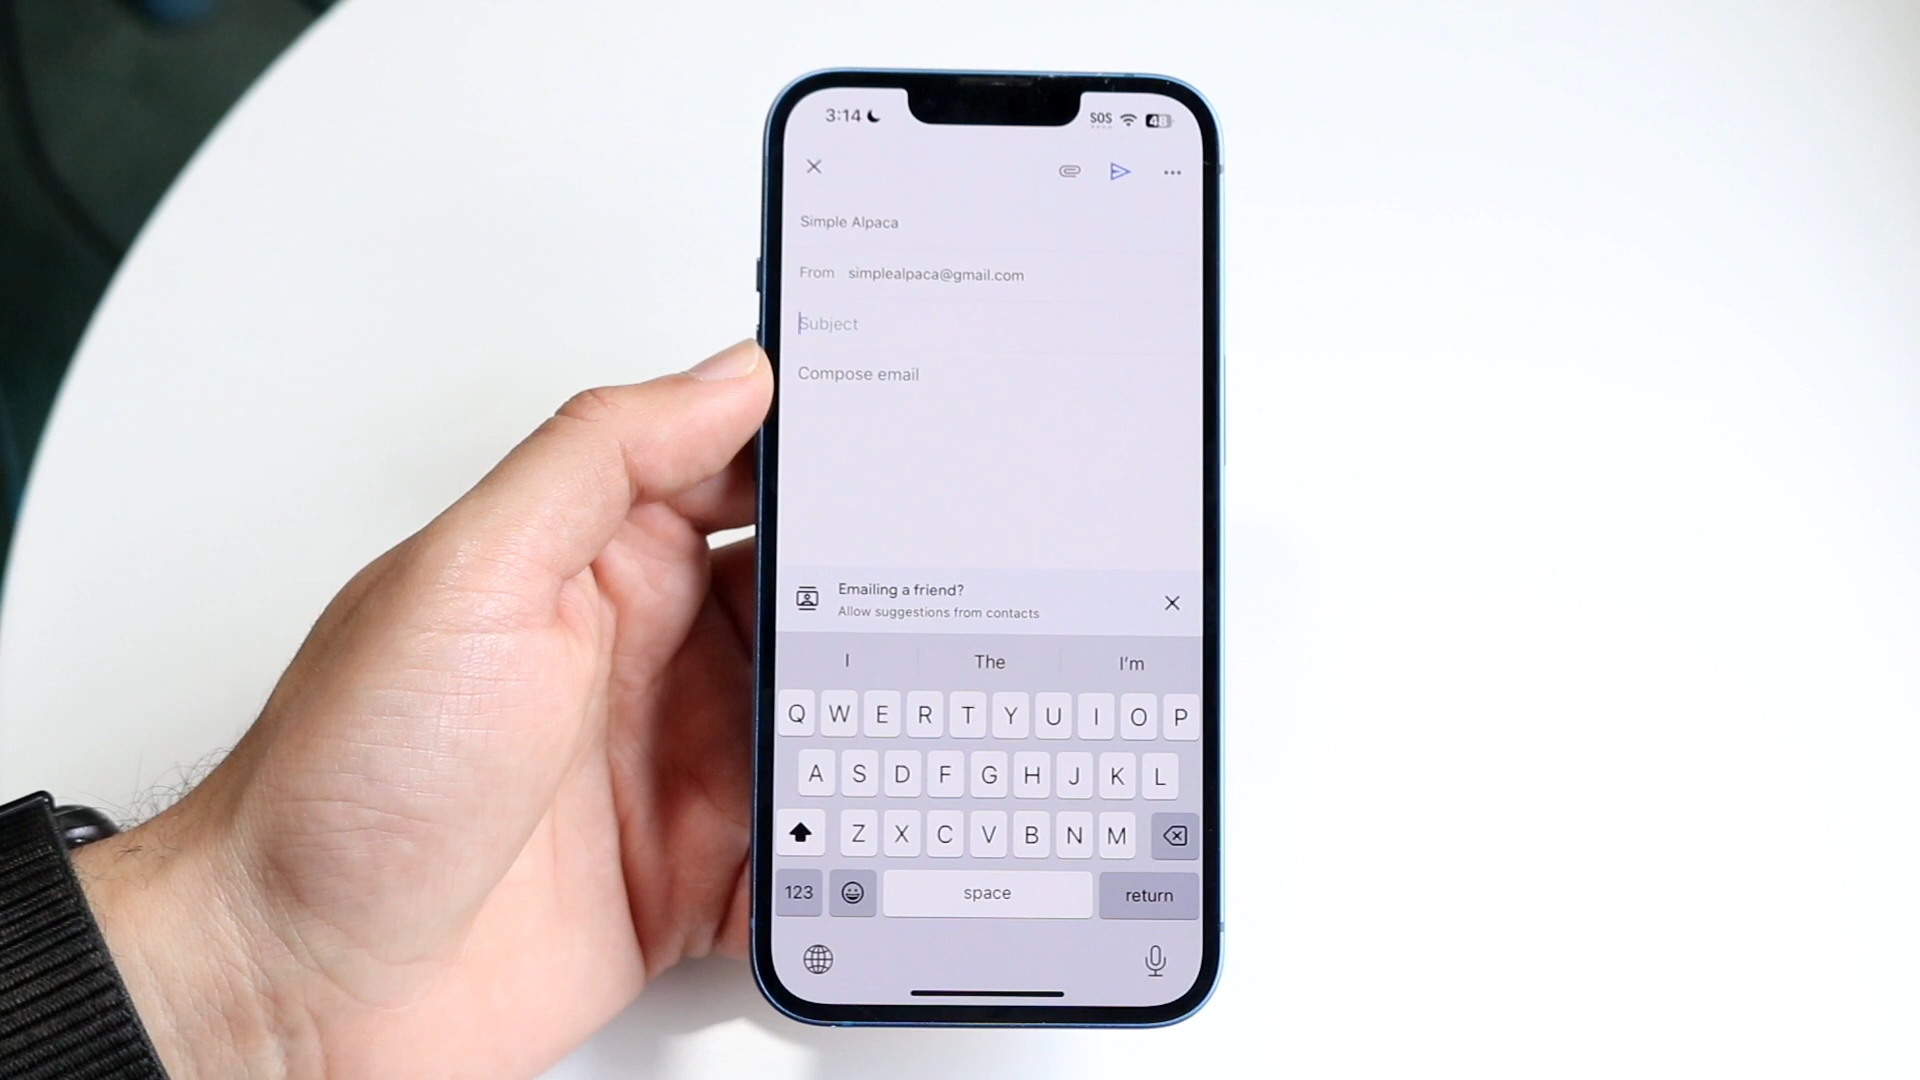 3:14 SOS 48
Simple Alpaca
From simplealpaca@gmail.com
Subject
Compose email
Emailing a friend?
Allow suggestions from contacts
I The I'm
Q W E R T Y U I O P
A S D F G H J K L
Z X C V B N M
123 space return